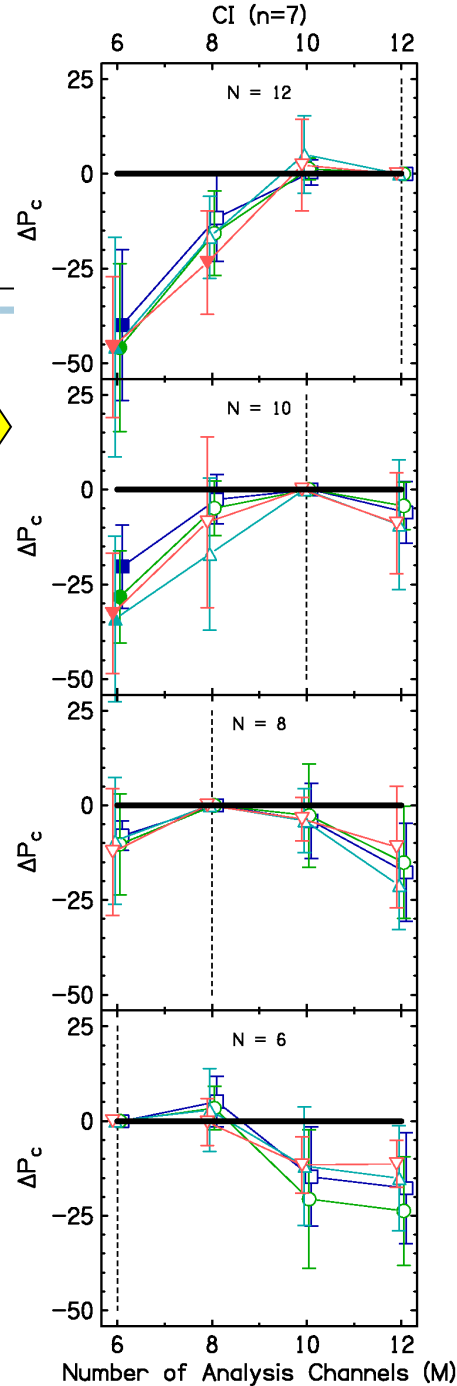 CI (n=7)
6 8 10 12
N = 12
25
0
−25
−50
ΔPc
N = 10
25
0
−25
−50
ΔPc
N = 8
25
0
−25
−50
ΔPc
N = 6
25
0
−25
−50
ΔPc
6 8 10 12
Number of Analysis Channels (M)